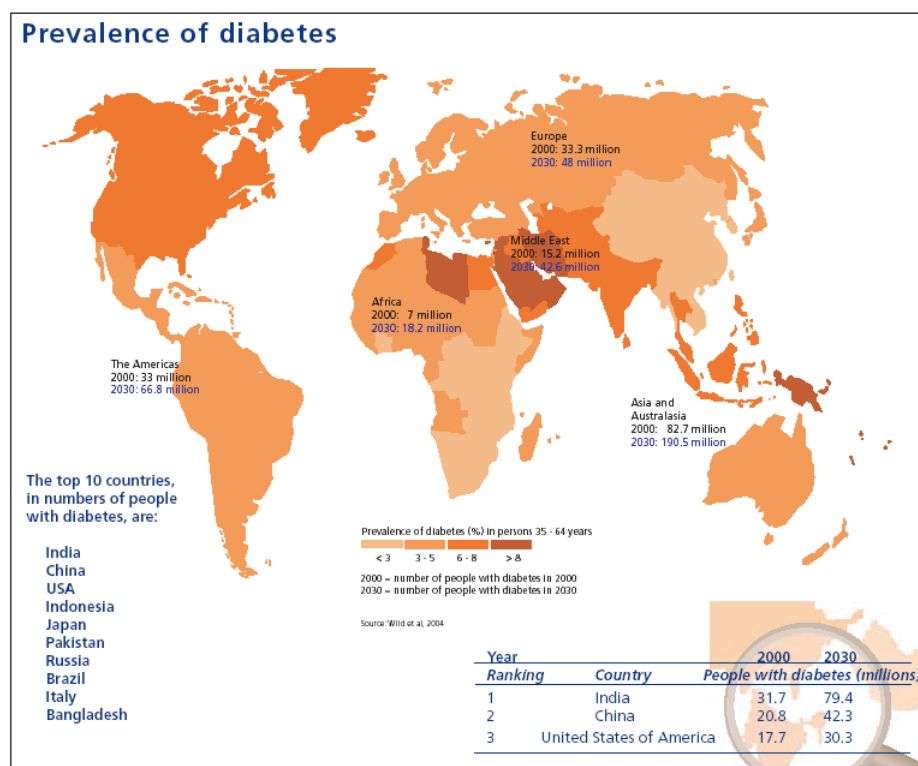 Prevalence of diabetes
Europe
2000: 33.3 million
2030: 48 million
Middle East
2000: 15.2 million
2030: 42.6 million
Africa
2000: 7 million
2030: 18.2 million
The Americas
2000: 33 million
2030: 66.8 million
Asia and
Australasia
2000: 82.7 million
2030: 190.5 million
The top 10 countries,
in numbers of people
with diabetes, are:
India
China
USA
Indonesia
Japan
Pakistan
Russia
Brazil
Italy
Bangladesh
Prevalence of diabetes (%) in persons 35 - 64 years
< 3 3 - 5 6 - 8 > 8
2000 = number of people with diabetes in 2000
2030 = number of people with diabetes in 2030
Source: Wild et al, 2004
Year 2000 2030
Ranking Country People with diabetes (millions)
1 India 31.7 79.4
2 China 20.8 42.3
3 United States of America 17.7 30.3